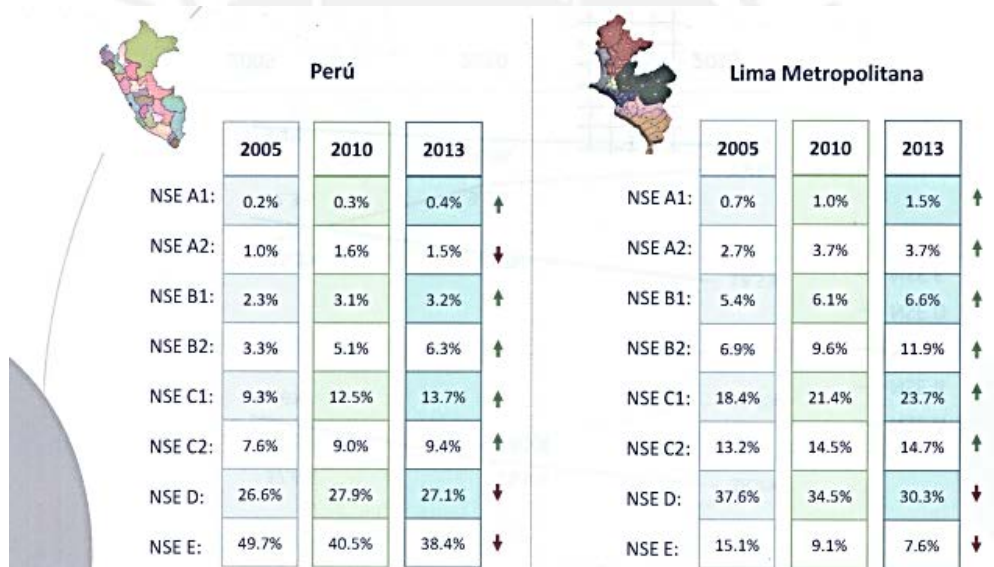 Perú
2005 2010 2013
NSE A1: 0.2% 0.3% 0.4%
NSE A2: 1.0% 1.6% 1.5%
NSE B1: 2.3% 3.1% 3.2%
NSE B2: 3.3% 5.1% 6.3%
NSE C1: 9.3% 12.5% 13.7%
NSE C2: 7.6% 9.0% 9.4%
NSE D: 26.6% 27.9% 27.1%
NSE E: 49.7% 40.5% 38.4%
Lima Metropolitana
2005 2010 2013
NSE A1: 0.7% 1.0% 1.5%
NSE A2: 2.7% 3.7% 3.7%
NSE B1: 5.4% 6.1% 6.6%
NSE B2: 6.9% 9.6% 11.9%
NSE C1: 18.4% 21.4% 23.7%
NSE C2: 13.2% 14.5% 14.7%
NSE D: 37.6% 34.5% 30.3%
NSE E: 15.1% 9.1% 7.6%